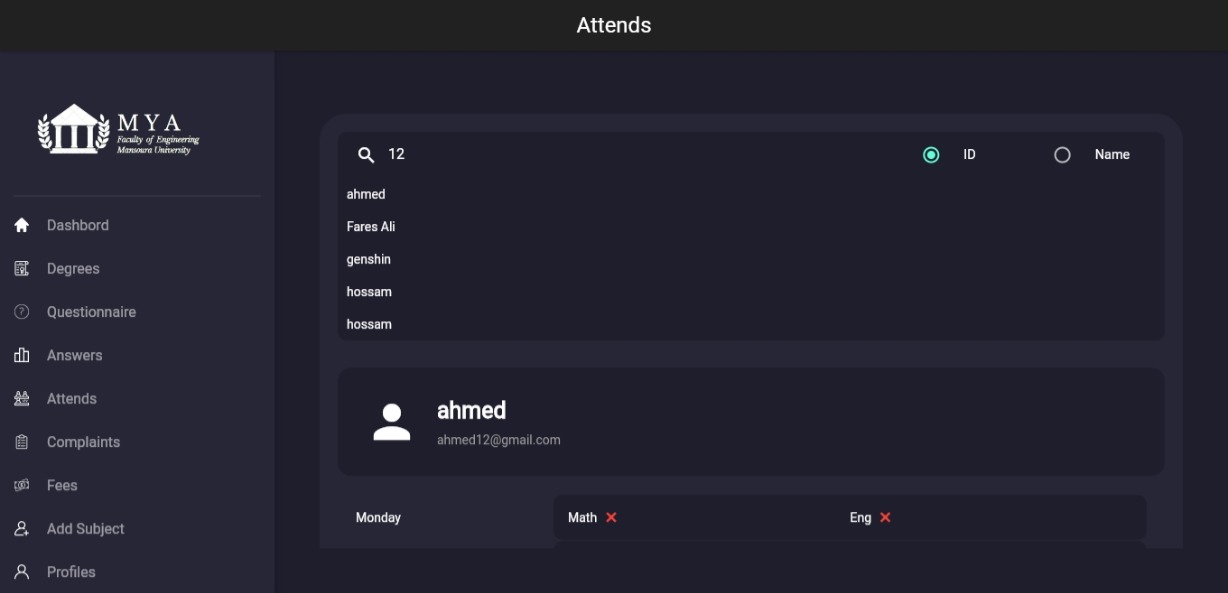 Attends
M Y A
Faculty of Engineering
Mansoura University
Dashbord
Degrees
Questionnaire
Answers
Attends
Complaints
Fees
Add Subject
Profiles
12
ID
Name
ahmed
Fares Ali
genshin
hossam
hossam
ahmed
ahmed12@gmail.com
Monday
Math
Eng